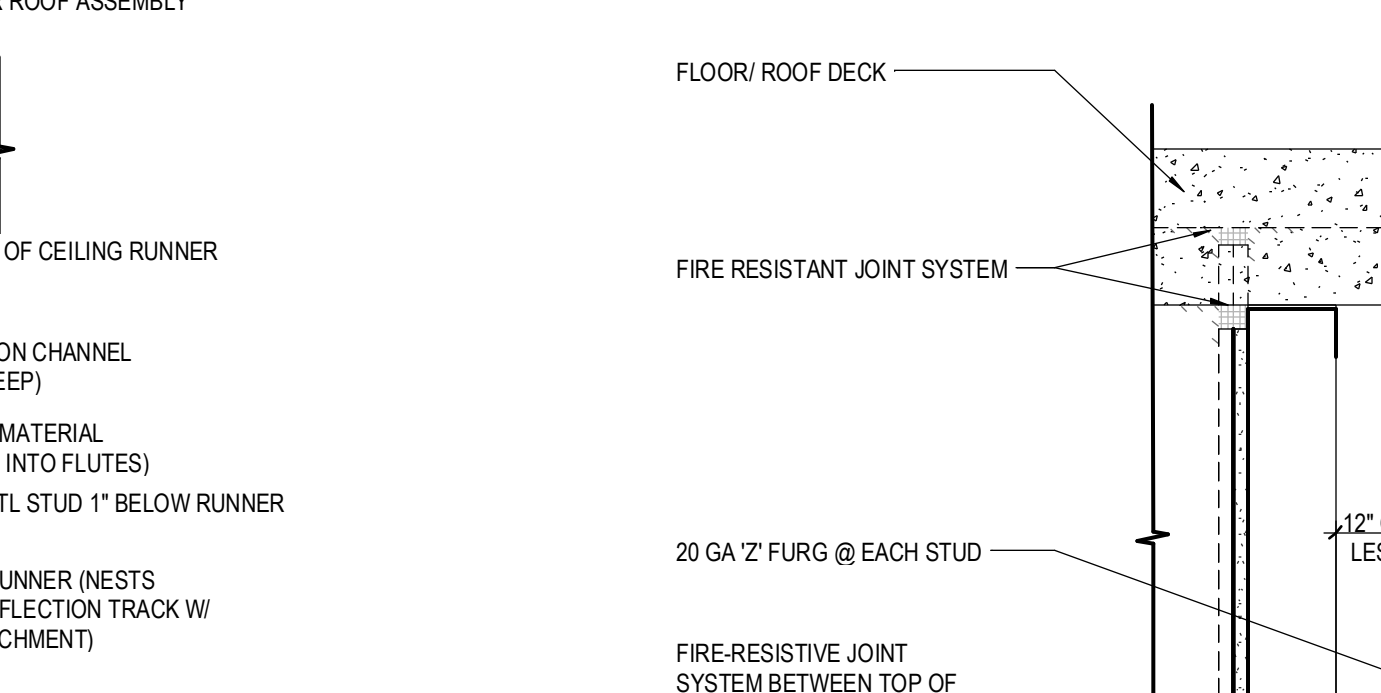 ROOF ASSEMBLY
OF CEILING RUNNER
ON CHANNEL
EEP)
MATERIAL
INTO FLUTES)
TL STUD 1" BELOW RUNNER
UNNER (NESTS
FLECTION TRACK W/
CHMENT)
FLOOR/ ROOF DECK
FIRE RESISTANT JOINT SYSTEM
20 GA 'Z' FURG @ EACH STUD
FIRE-RESISTIVE JOINT
SYSTEM BETWEEN TOP OF
12"
LES